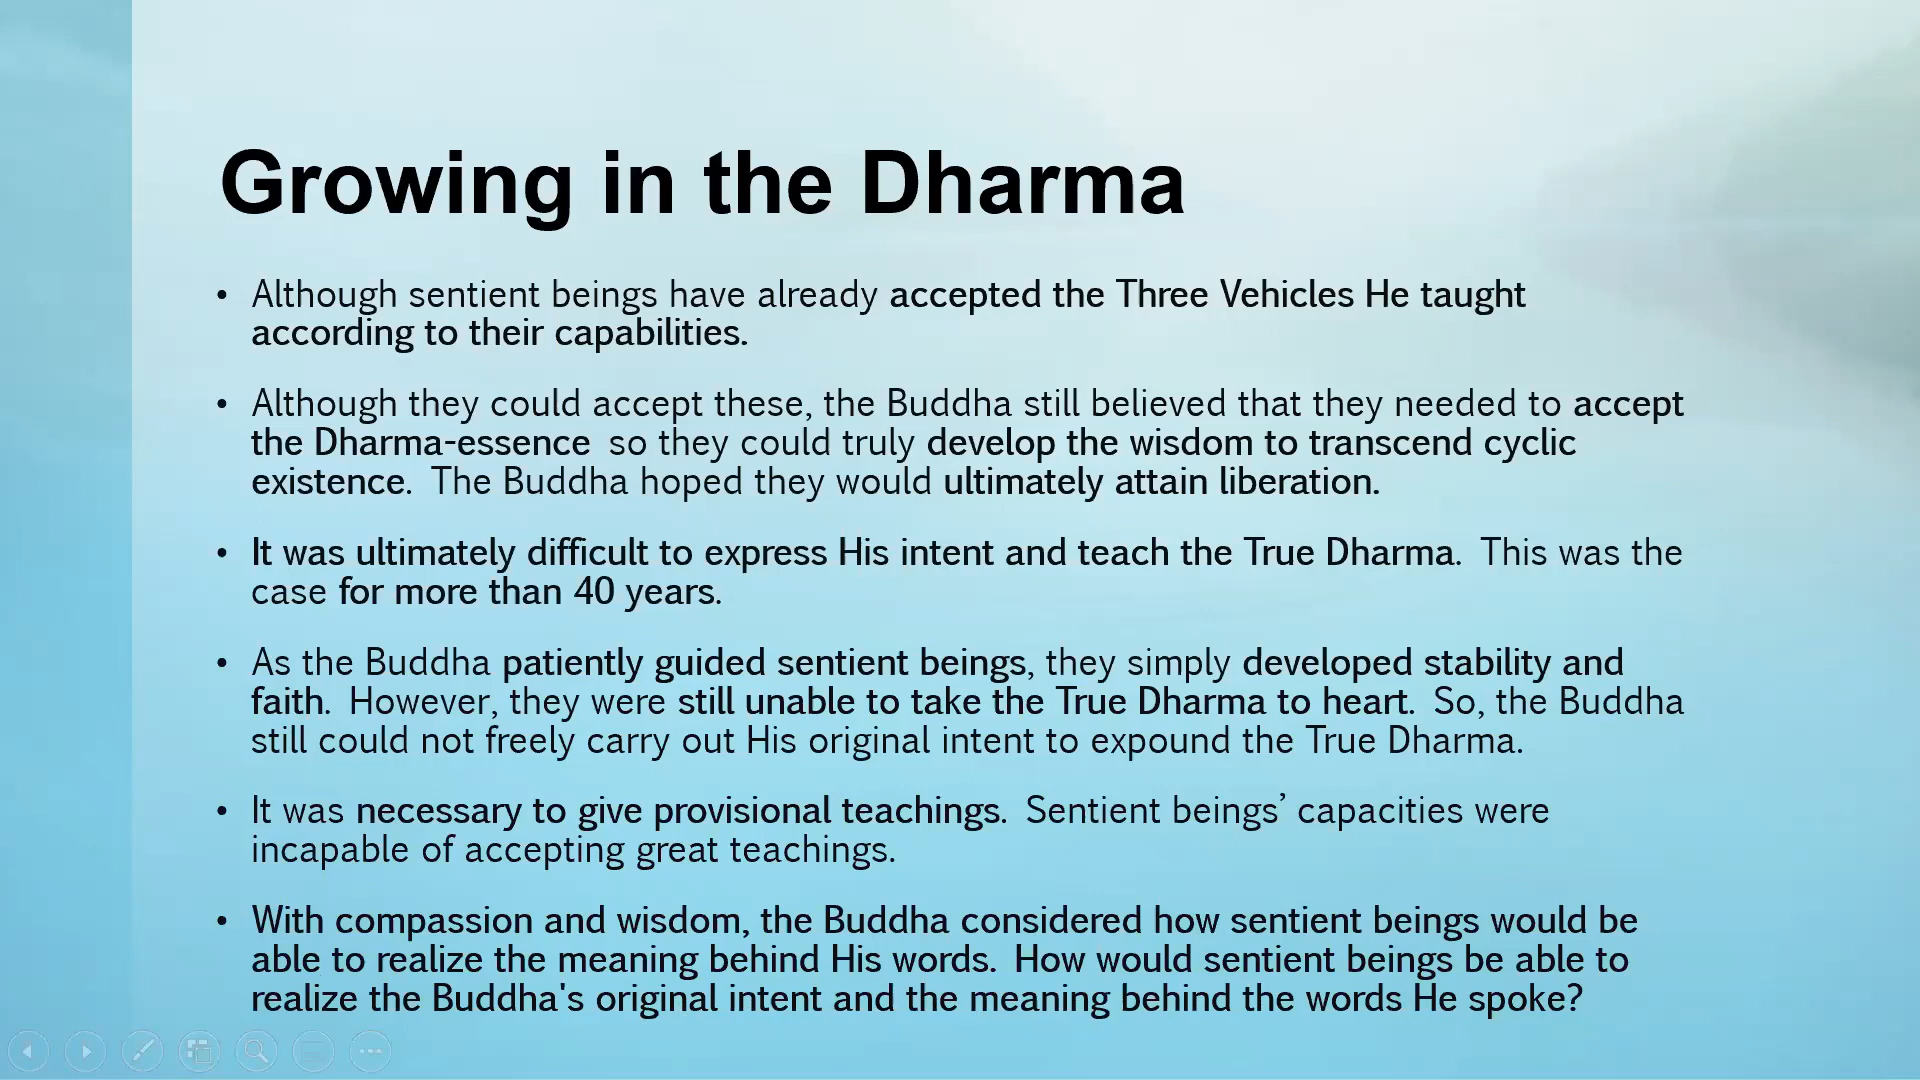 Growing in the Dharma
• Although sentient beings have already accepted the Three Vehicles He taught
according to their capabilities.
• Although they could accept these, the Buddha still believed that they needed to accept
the Dharma-essence so they could truly develop the wisdom to transcend cyclic
existence. The Buddha hoped they would ultimately attain liberation.
• It was ultimately difficult to express His intent and teach the True Dharma. This was the
case for more than 40 years.
• As the Buddha patiently guided sentient beings, they simply developed stability and
faith. However, they were still unable to take the True Dharma to heart. So, the Buddha
still could not freely carry out His original intent to expound the True Dharma.
• It was necessary to give provisional teachings. Sentient beings’ capacities were
incapable of accepting great teachings.
• With compassion and wisdom, the Buddha considered how sentient beings would be
able to realize the meaning behind His words. How would sentient beings be able to
realize the Buddha's original intent and the meaning behind the words He spoke?